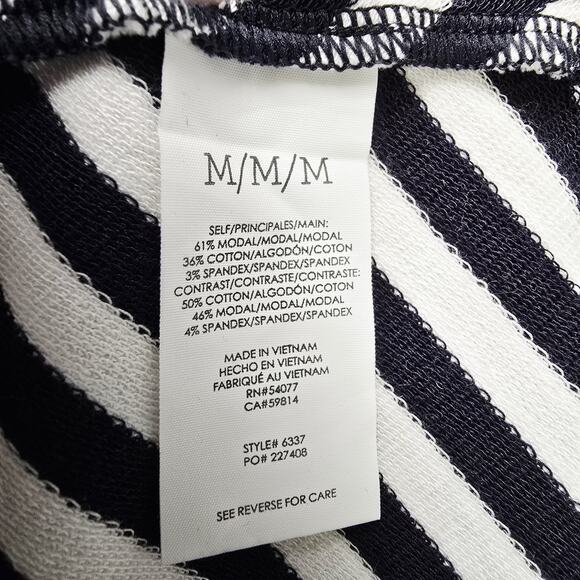 M/M/M
SELF/PRINCIPALES/MAIN:
61% MODAL/MODAL/MODAL
36% COTTON/ALGODÓN/COTON
3% SPANDEX/SPANDEX/SPANDEX
CONTRAST/CONTRASTE/CONTRASTE:
50% COTTON/ALGODÓN/COTON
46% MODAL/MODAL/MODAL
4% SPANDEX/SPANDEX/SPANDEX
MADE IN VIETNAM
HECHO EN VIETNAM
FABRIQUÉ AU VIETNAM
RN#54077
CA#59814
STYLE# 6337
PO# 227408
SEE REVERSE FOR CARE